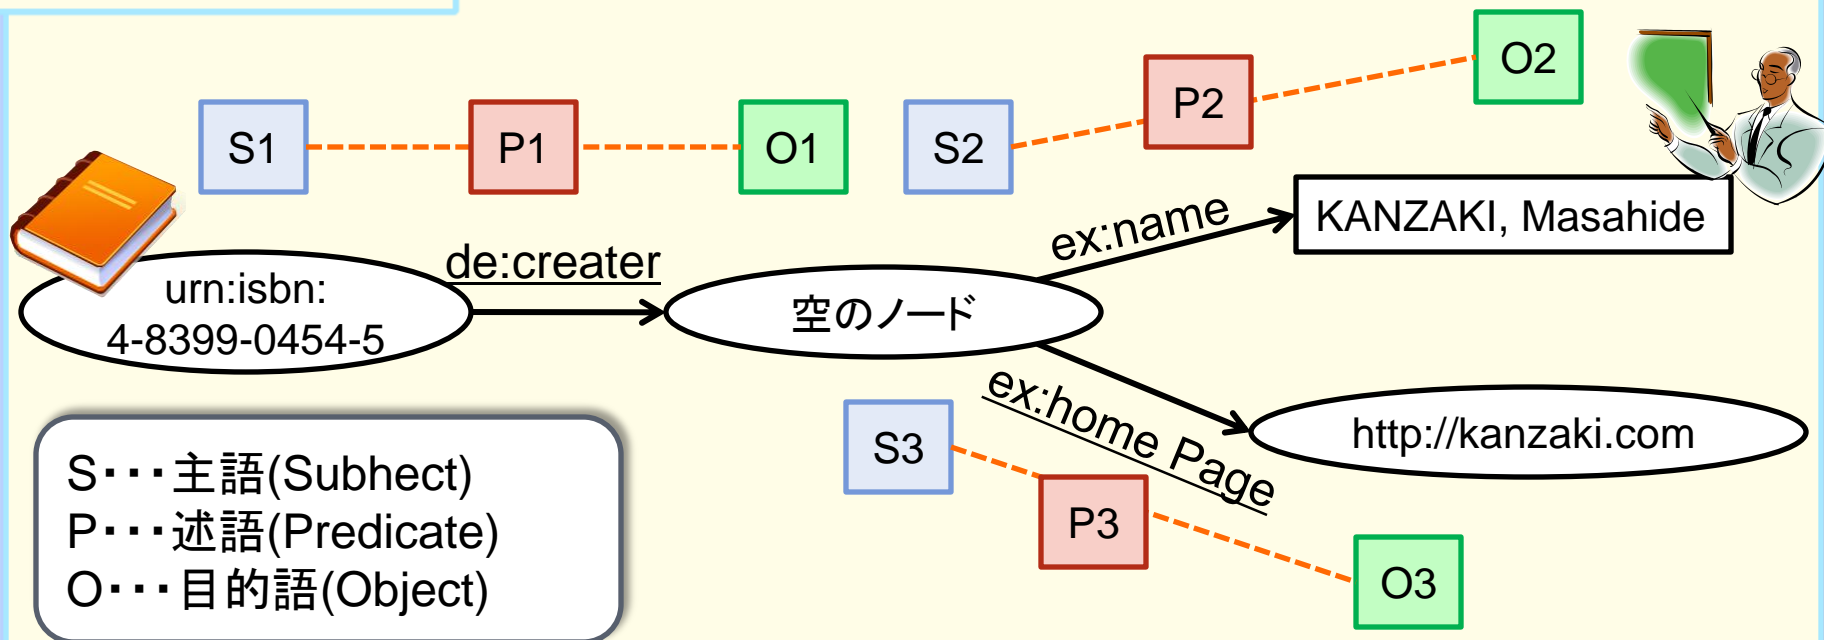 S1
P1
O1
S2
P2
O2
urn:isbn:
4-8399-0454-5
de:creater
空のノード
ex:name
KANZAKI, Masahide
ex:home Page
http://kanzaki.com
S3
P3
O3
S・・・主語(Subhect)
P・・・述語(Predicate)
O・・・目的語(Object)